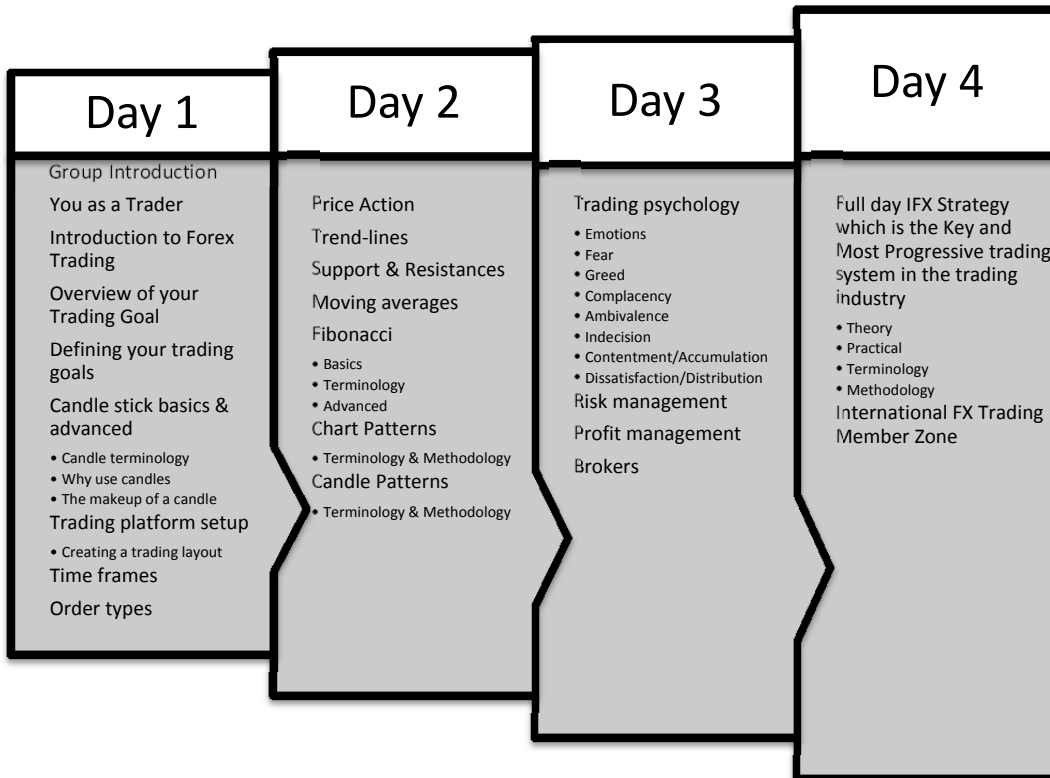 Day 1
Group Introduction
You as a Trader
Introduction to Forex
Trading
Overview of your
Trading Goal
Defining your trading
goals
Candle stick basics &
advanced
• Candle terminology
• Why use candles
• The makeup of a candle
Trading platform setup
• Creating a trading layout
Time frames
Order types
Day 2
Price Action
Trend-lines
Support & Resistances
Moving averages
Fibonacci
• Basics
• Terminology
• Advanced
Chart Patterns
• Terminology & Methodology
Candle Patterns
• Terminology & Methodology
Day 3
Trading psychology
• Emotions
• Fear
• Greed
• Complacency
• Ambivalence
• Indecision
• Contentment/Accumulation
• Dissatisfaction/Distribution
Risk management
Profit management
Brokers
Day 4
Full day IFX Strategy
which is the Key and
Most Progressive trading
system in the trading
industry
• Theory
• Practical
• Terminology
• Methodology
International FX Trading
Member Zone